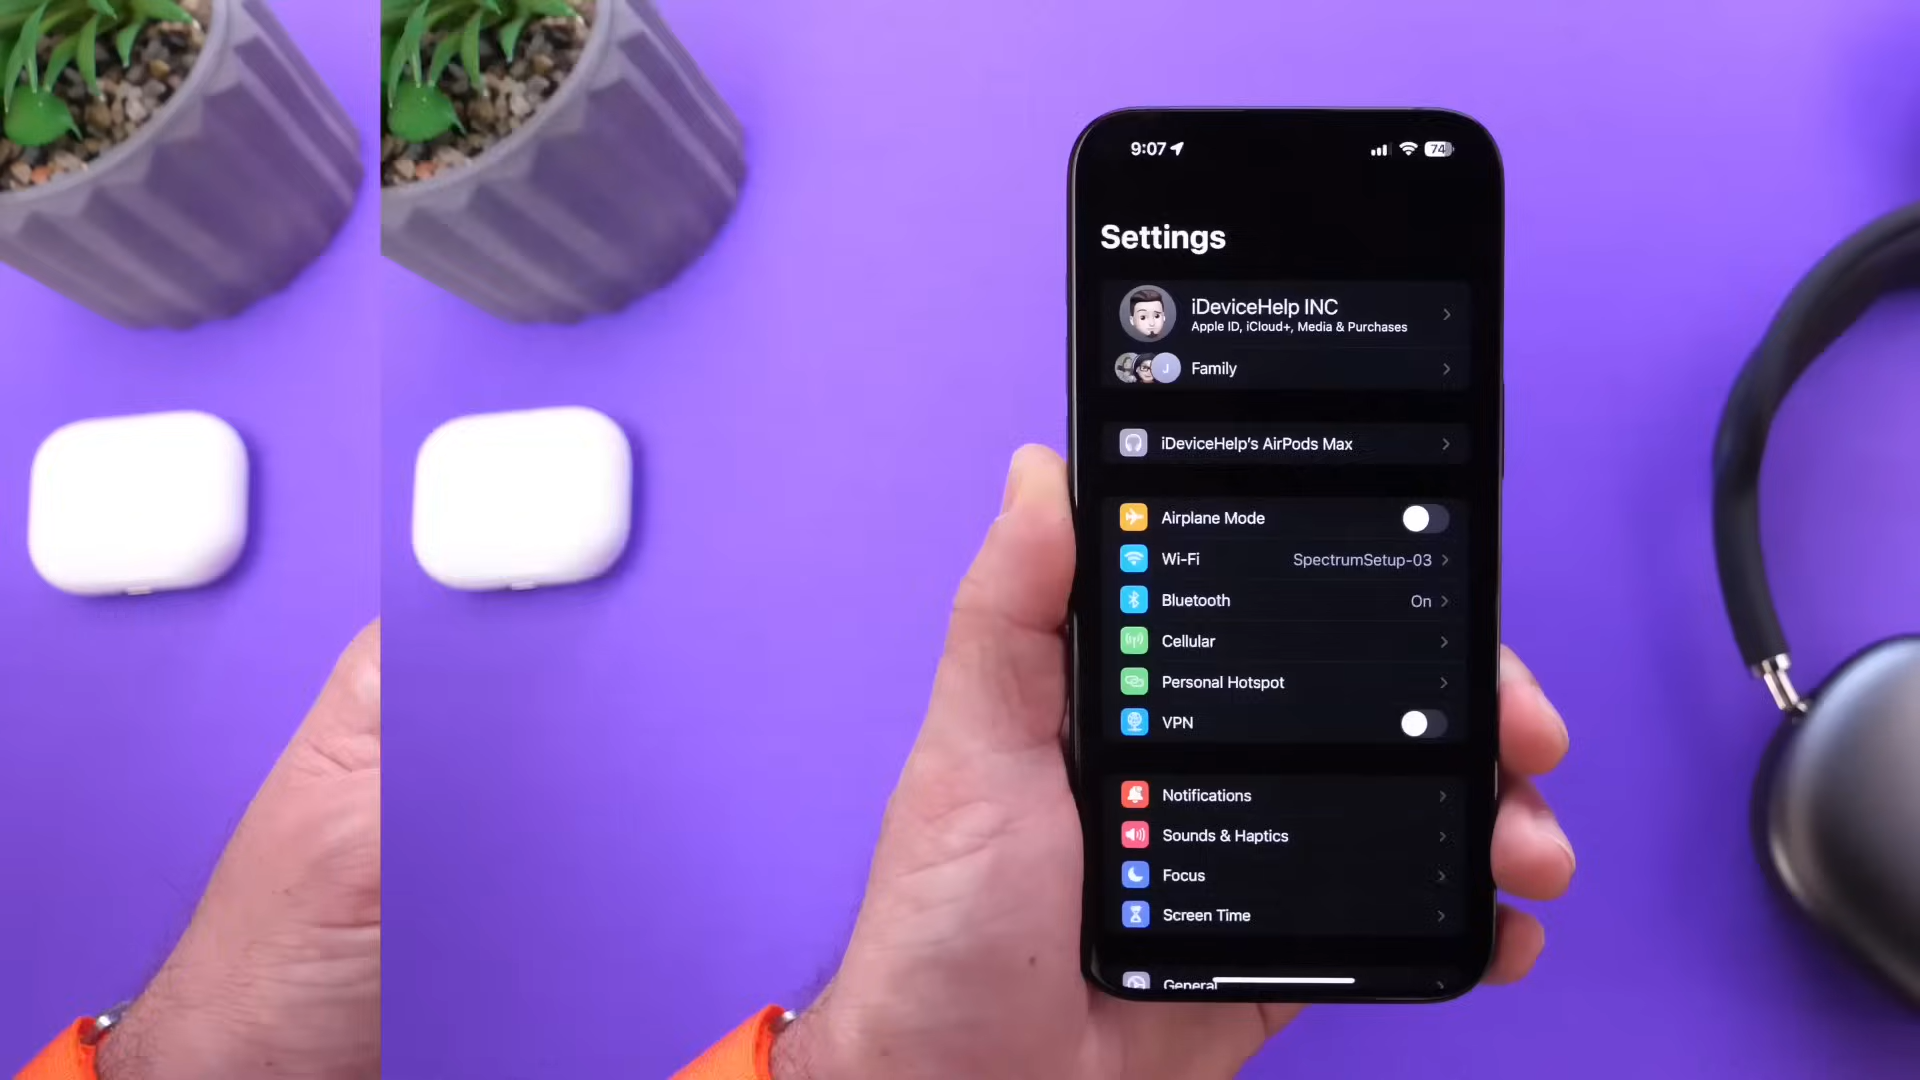 9:07
74
Settings
iDeviceHelp INC
Apple ID, iCloud+, Media & Purchases
J
Family
iDeviceHelp's AirPods Max
Airplane Mode
Wi-Fi SpectrumSetup-03
Bluetooth On
Cellular
Personal Hotspot
VPN
Notifications
Sounds & Haptics
Focus
Screen Time
General